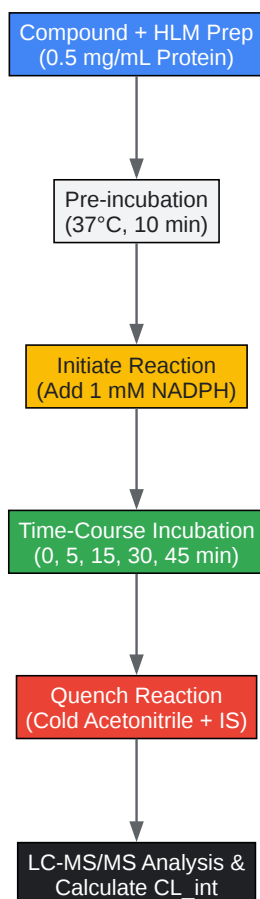 Compound + HLM Prep
(0.5 mg/mL Protein)
Pre-incubation
(37°C, 10 min)
Initiate Reaction
(Add 1 mM NADPH)
Time-Course Incubation
(0, 5, 15, 30, 45 min)
Quench Reaction
(Cold Acetonitrile + IS)
LC-MS/MS Analysis &
Calculate CL_int